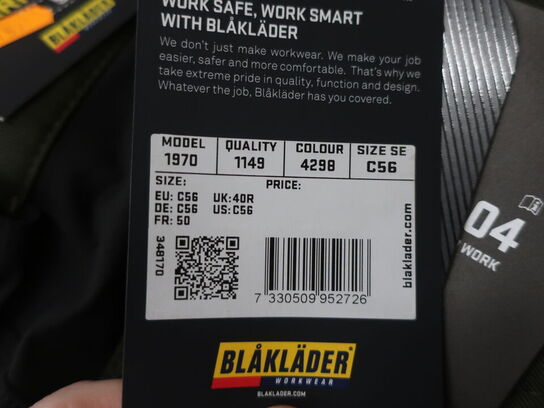 BLÅKLÄDER
WORK SAFE, WORK SMART
WITH BLÅKLÄDER
We don't just make workwear. We make your job
easier, safer and more comfortable. That's why we
take extreme pride in quality, function and design.
Whatever the job, Blåkläder has you covered.
MODEL QUALITY COLOUR SIZE SE
1970 1149 4298 C56
SIZE: PRICE:
EU: C56 UK:40R
DE: C56 US:C56
FR: 50
348170
7 330509 952726
blaklader.com
BLÅKLÄDER
WORKWEAR
BLAKLADER.COM
04
WORK